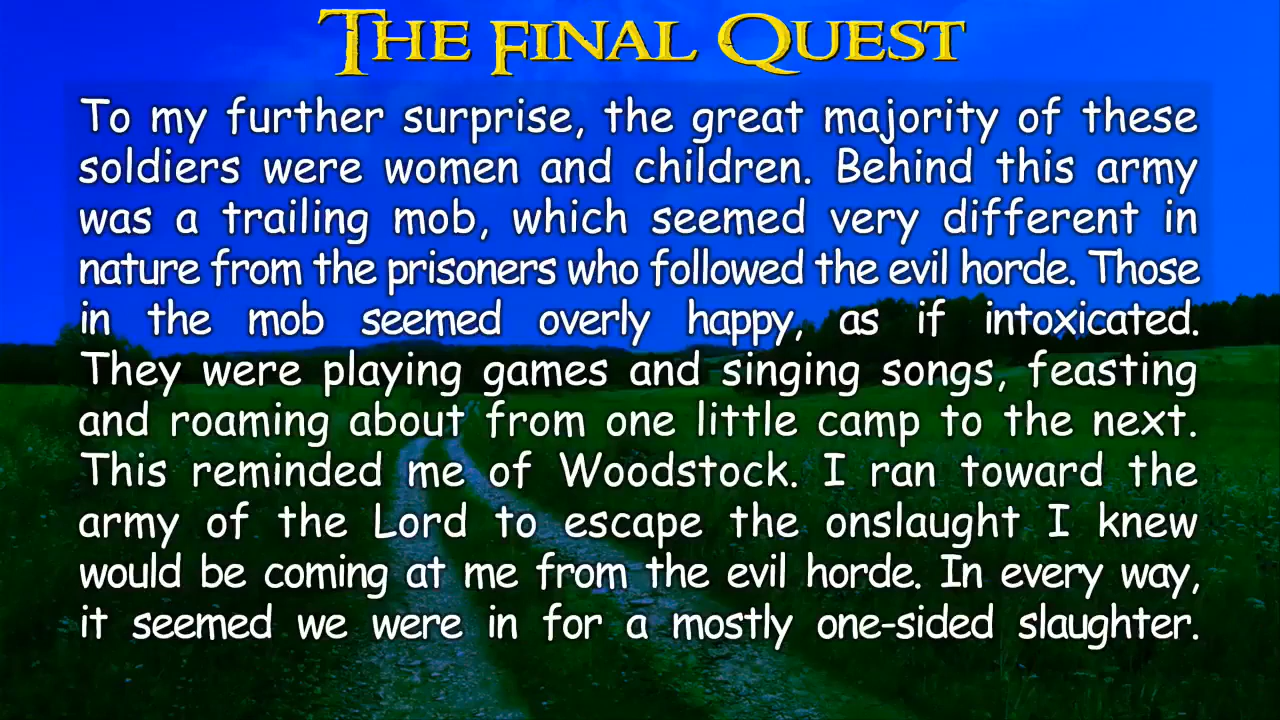 The Final Quest
To my further surprise, the great majority of these
soldiers were women and children. Behind this army
was a trailing mob, which seemed very different in
nature from the prisoners who followed the evil horde. Those
in the mob seemed overly happy, as if intoxicated.
They were playing games and singing songs, feasting
and roaming about from one little camp to the next.
This reminded me of Woodstock. I ran toward the
army of the Lord to escape the onslaught I knew
would be coming at me from the evil horde. In every way,
it seemed we were in for a mostly one-sided slaughter.